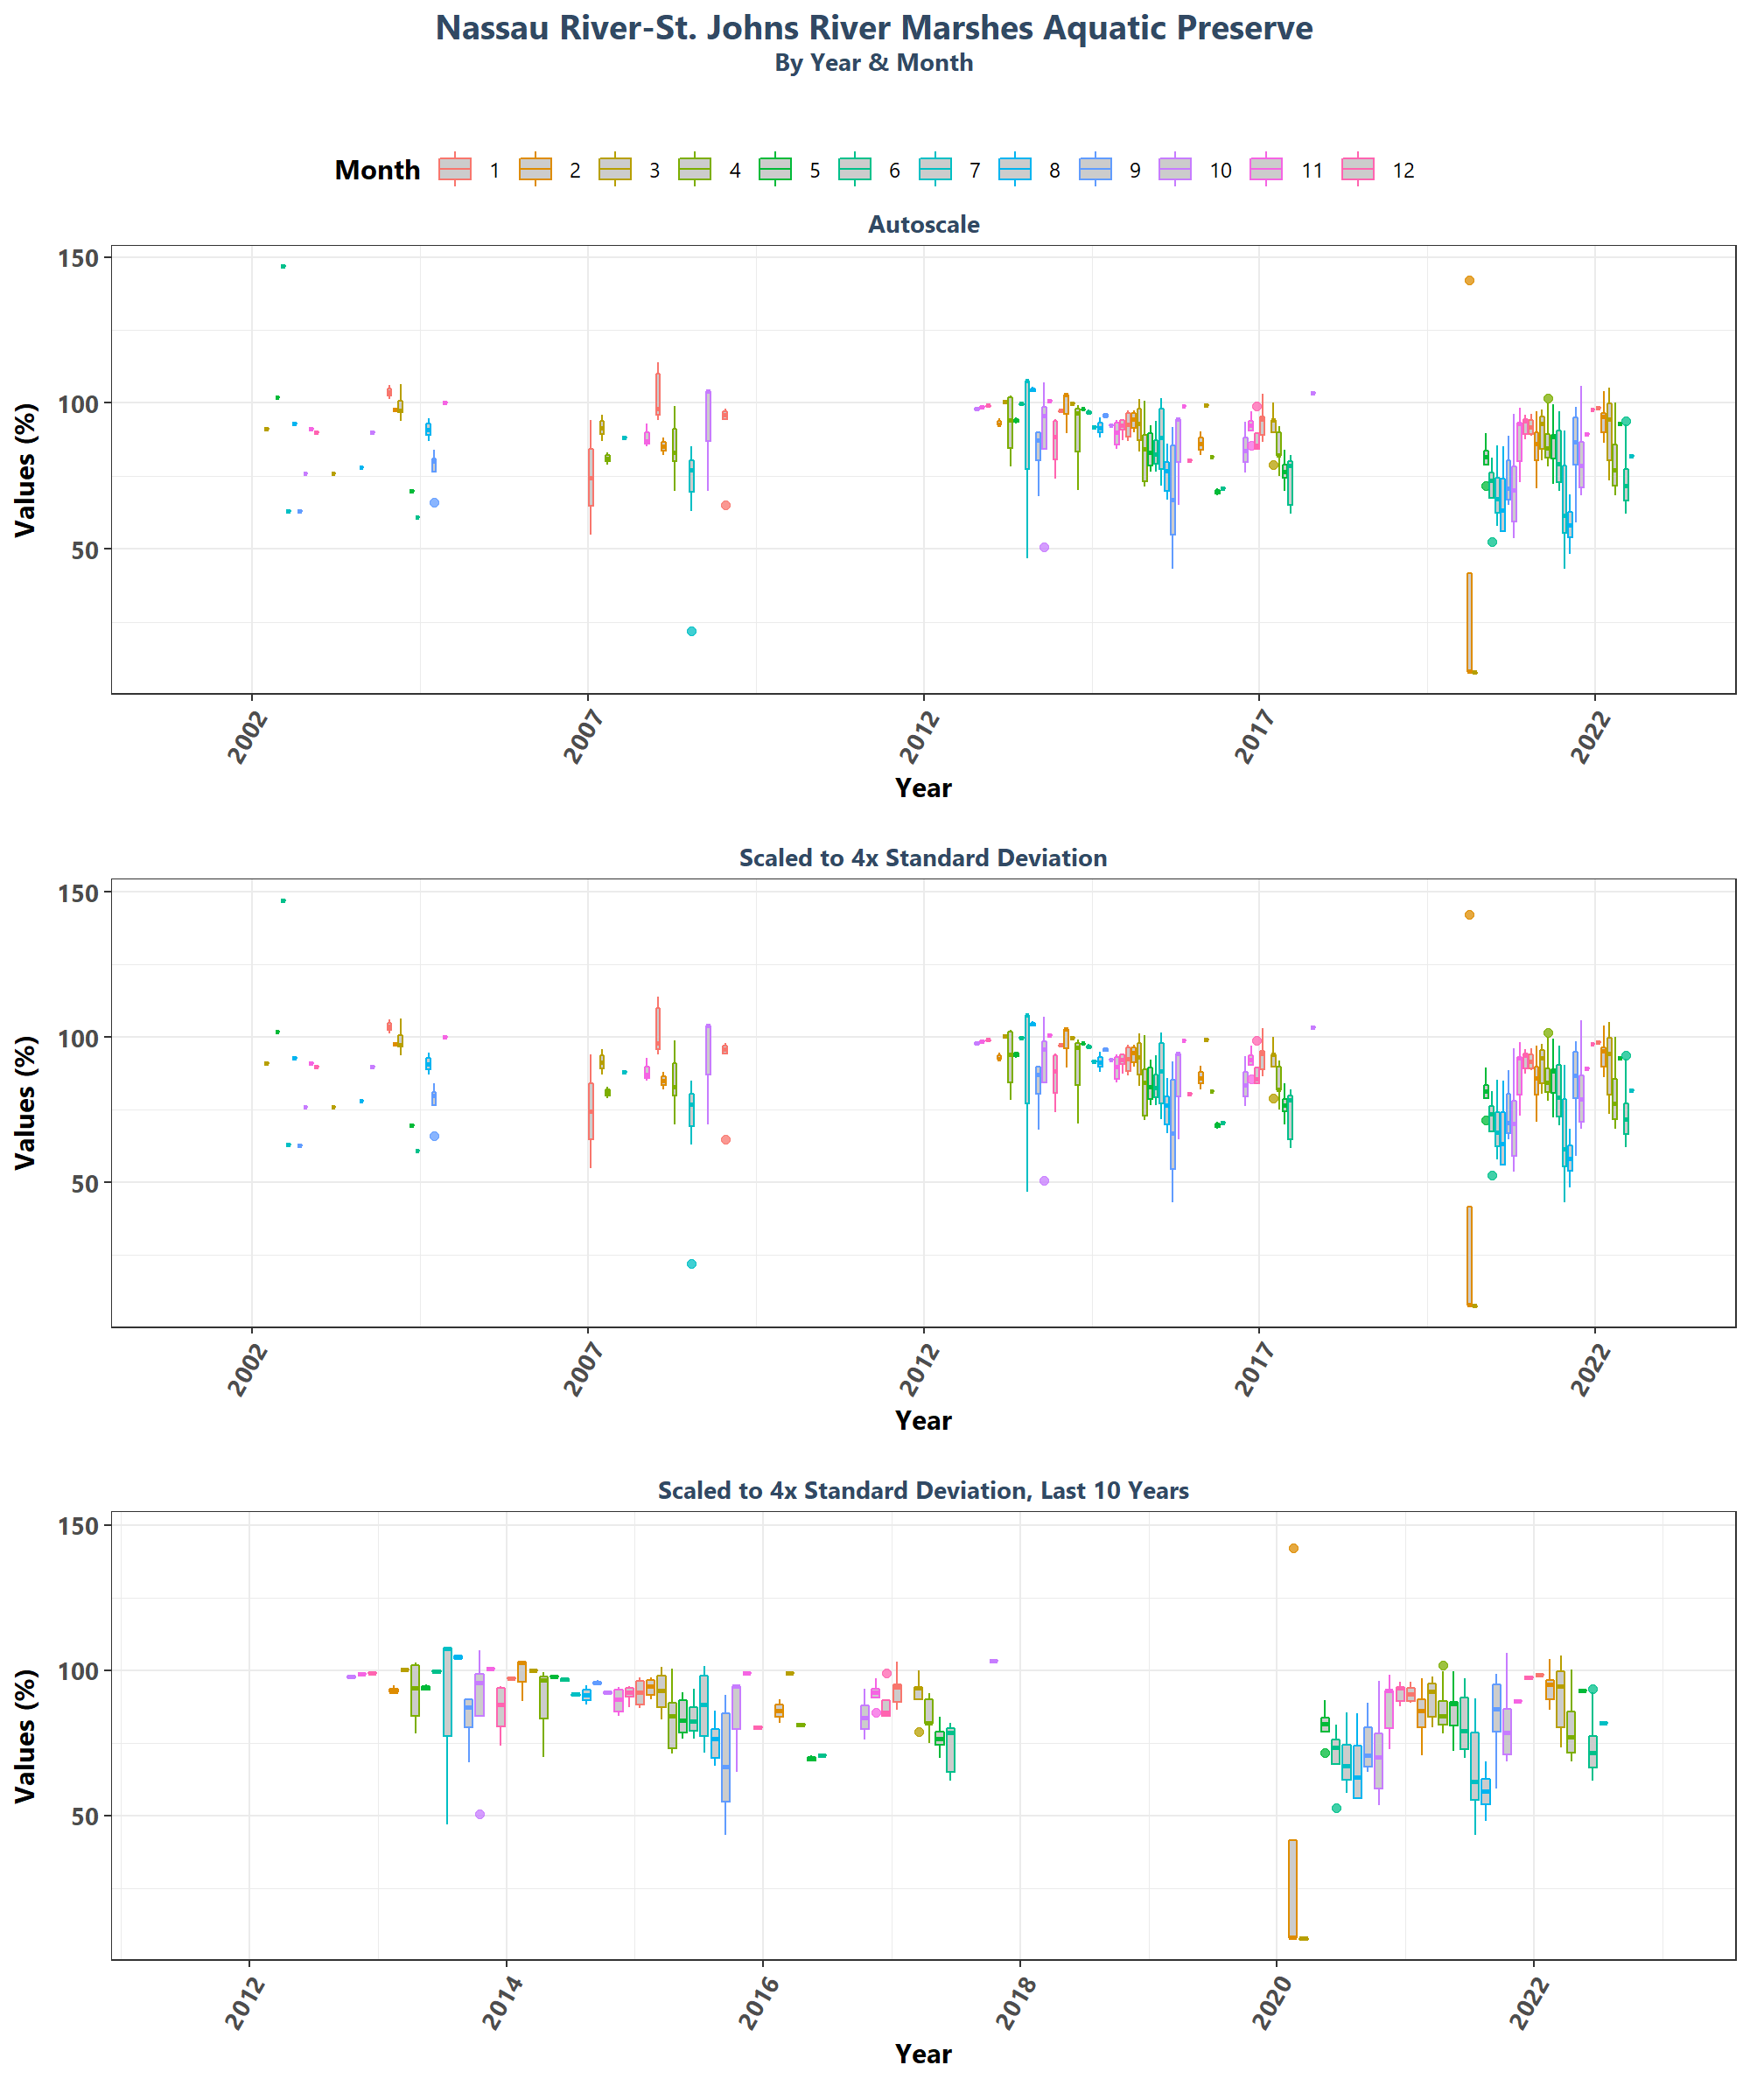 Nassau River-St. Johns River Marshes Aquatic Preserve
By Year & Month
Month 1 2 3 4 5 6 7 8 9 10 11 12
Autoscale
Values (%)
150
100
50
2002 2007 2012 2017 2022
Year
Scaled to 4x Standard Deviation
Values (%)
150
100
50
2002 2007 2012 2017 2022
Year
Scaled to 4x Standard Deviation, Last 10 Years
Values (%)
150
100
50
2012 2014 2016 2018 2020 2022
Year